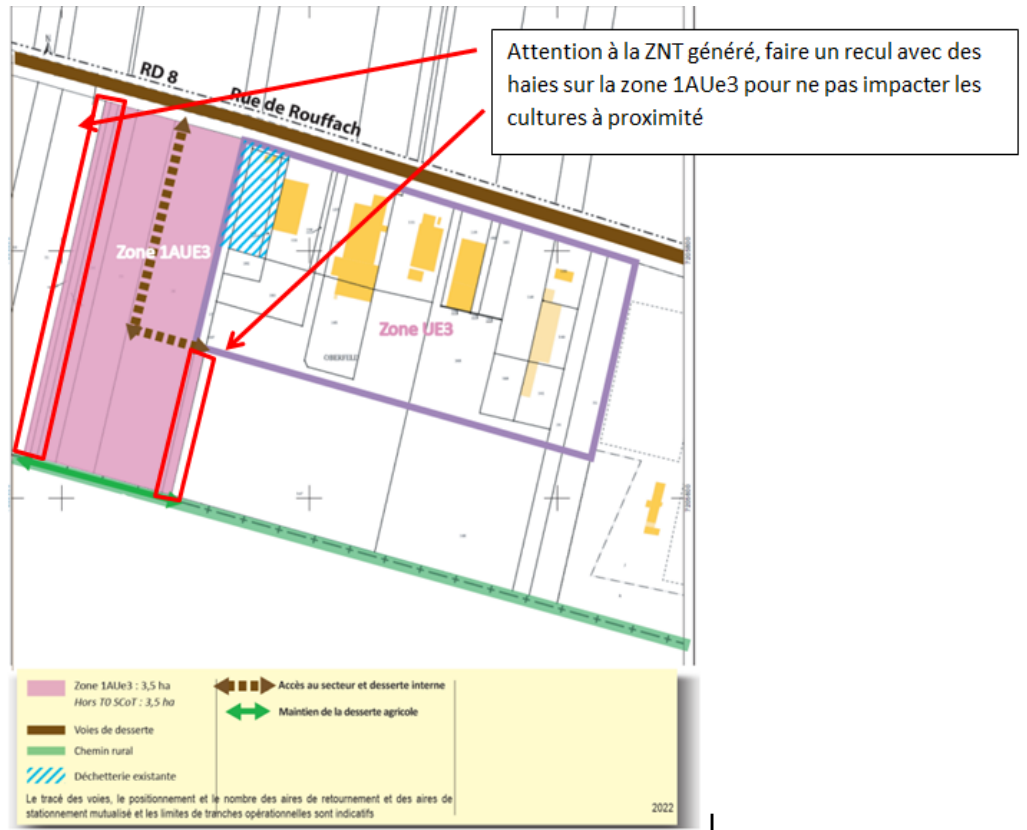 Attention à la ZNT généré, faire un recul avec des
haies sur la zone 1AUe3 pour ne pas impacter les
cultures à proximité
RD 8
Rue de Rouffach
Zone 1AUE3
Zone UE3
OBERFELD
7205800
7205600
Zone 1AUe3 : 3,5 ha
Hors T0 SCoT : 3,5 ha
Voies de desserte
Chemin rural
Déchetterie existante
Accès au secteur et desserte interne
Maintien de la desserte agricole
Le tracé des voies, le positionnement et le nombre des aires de retournement et des aires de
stationnement mutualisé et les limites de tranches opérationnelles sont indicatifs
2022